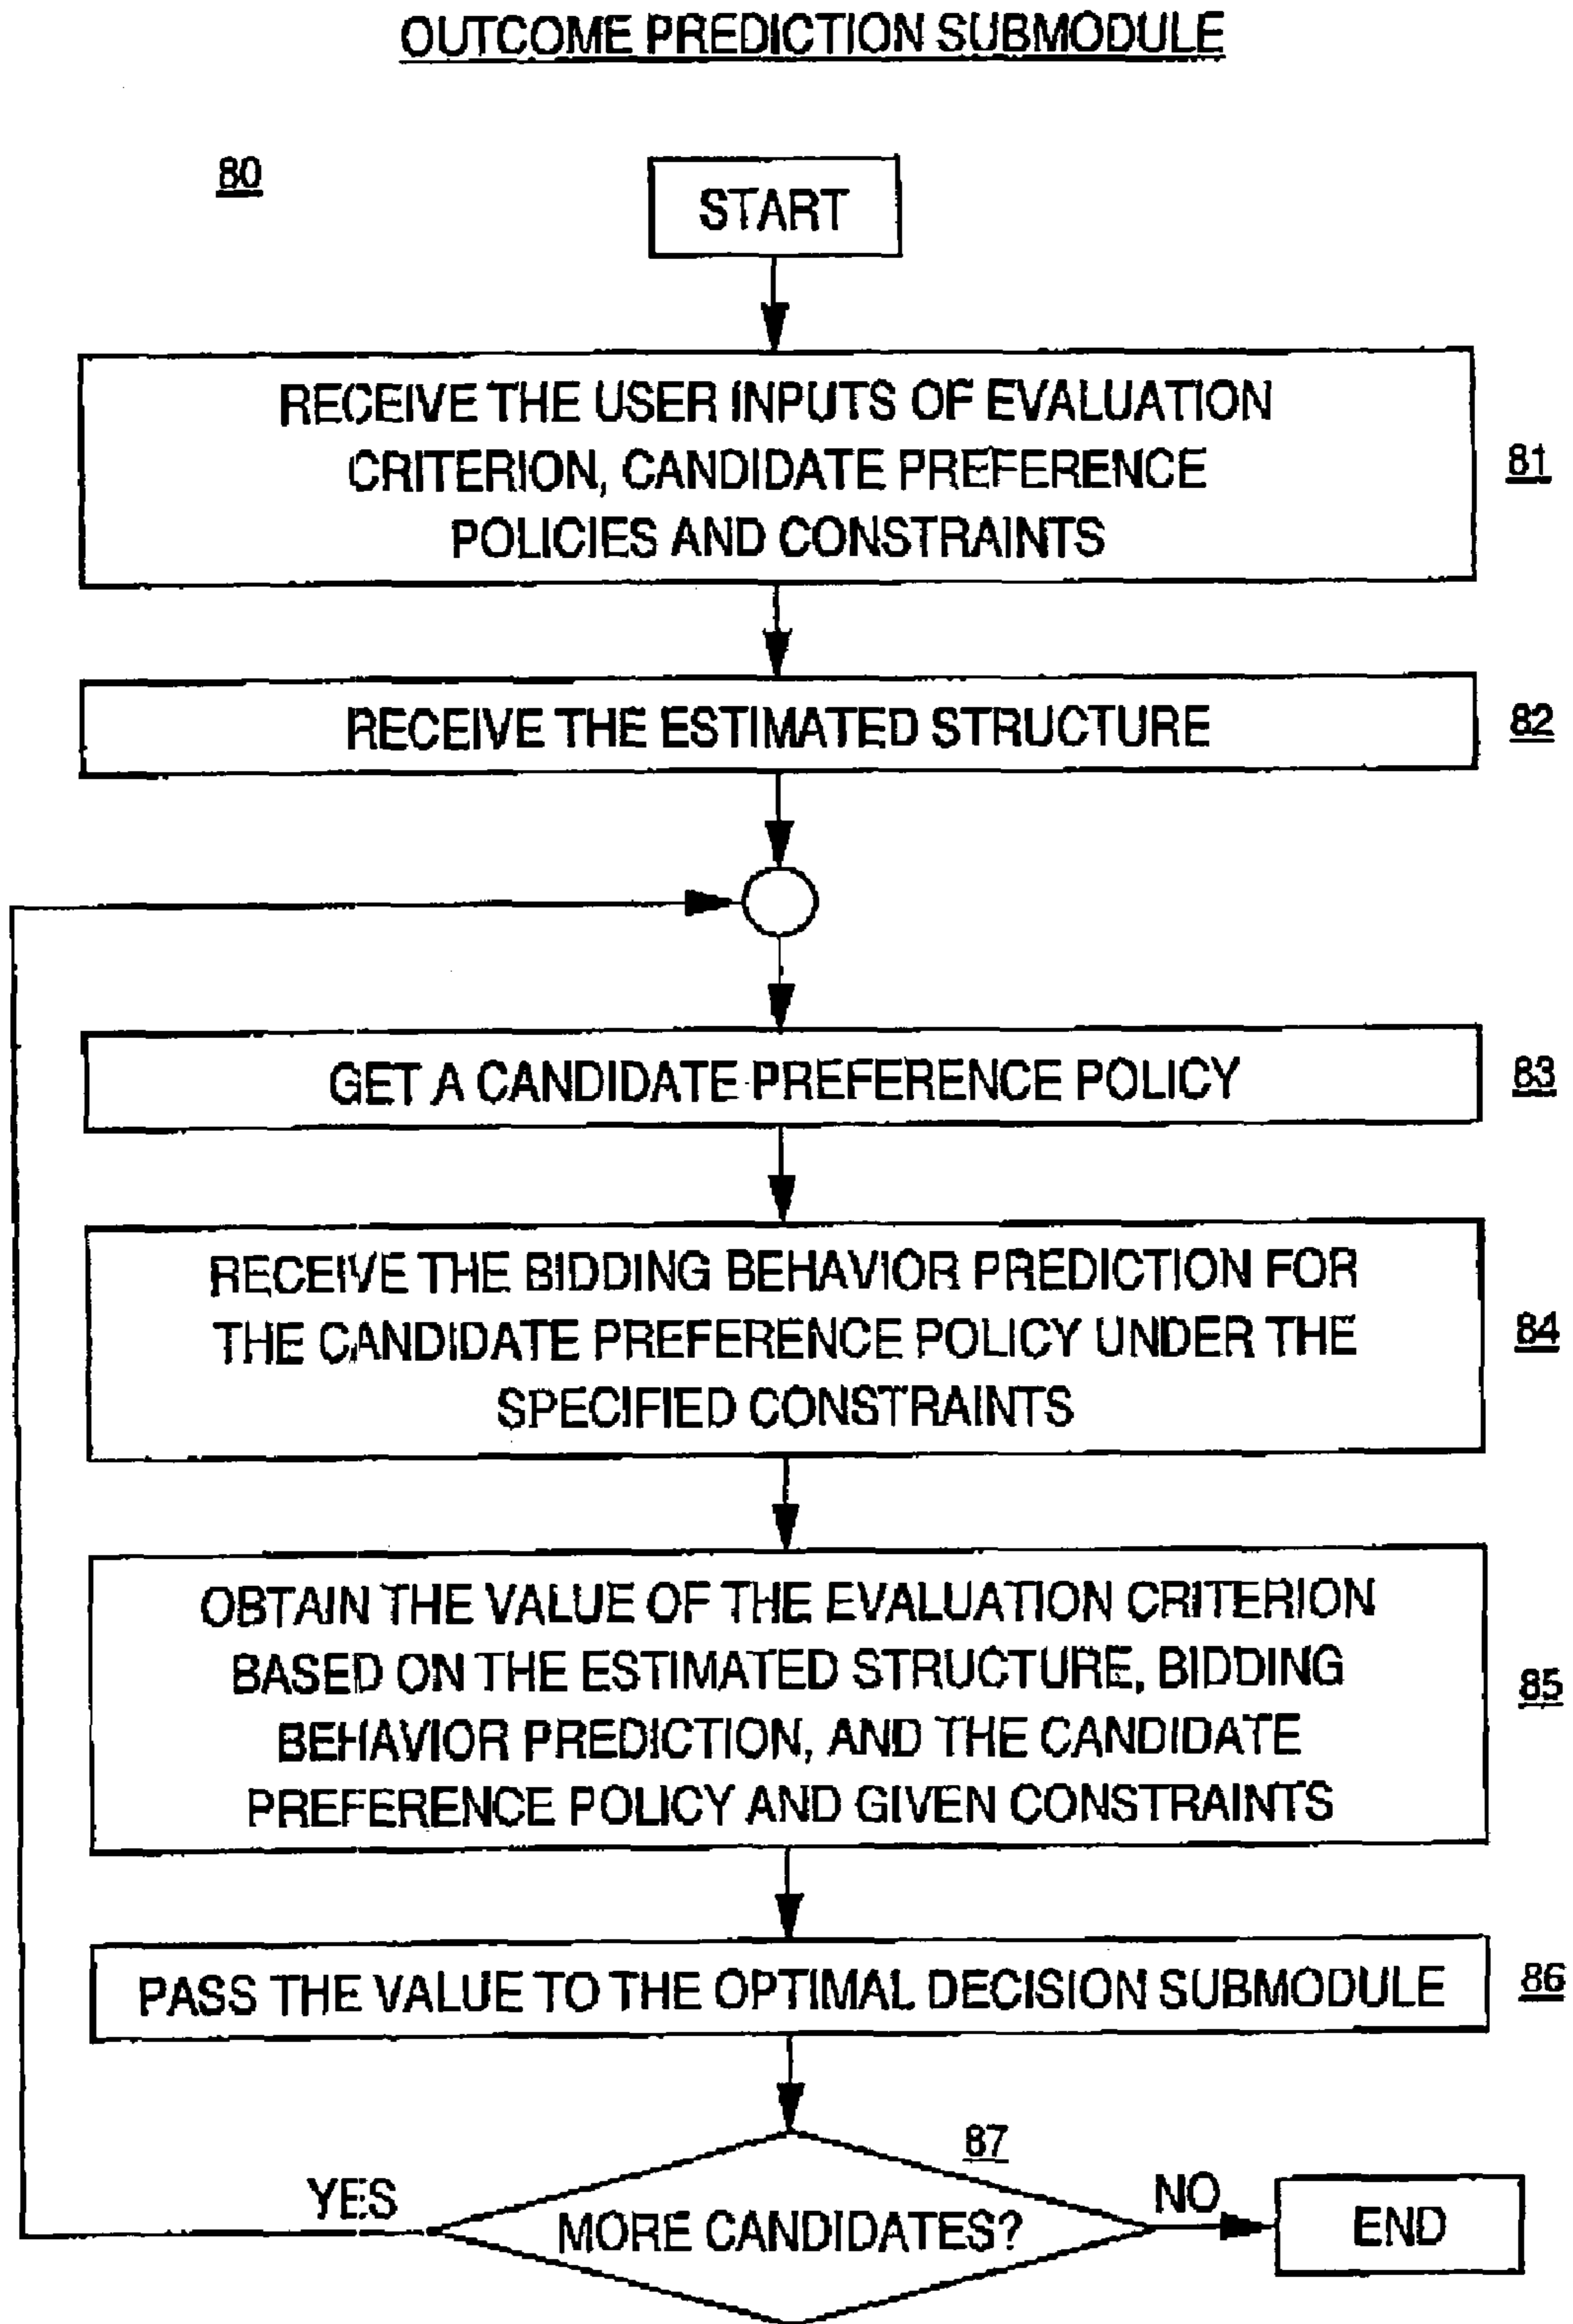 OUTCOME PREDICTION SUBMODULE
80
START
RECEIVE THE USER INPUTS OF EVALUATION
CRITERION, CANDIDATE PREFERENCE
POLICIES AND CONSTRAINTS
81
RECEIVE THE ESTIMATED STRUCTURE
82
GET A CANDIDATE PREFERENCE POLICY
83
RECEIVE THE BIDDING BEHAVIOR PREDICTION FOR
THE CANDIDATE PREFERENCE POLICY UNDER THE
SPECIFIED CONSTRAINTS
84
OBTAIN THE VALUE OF THE EVALUATION CRITERION
BASED ON THE ESTIMATED STRUCTURE, BIDDING
BEHAVIOR PREDICTION, AND THE CANDIDATE
PREFERENCE POLICY AND GIVEN CONSTRAINTS
85
PASS THE VALUE TO THE OPTIMAL DECISION SUBMODULE
86
87
YES
MORE CANDIDATES?
NO
END